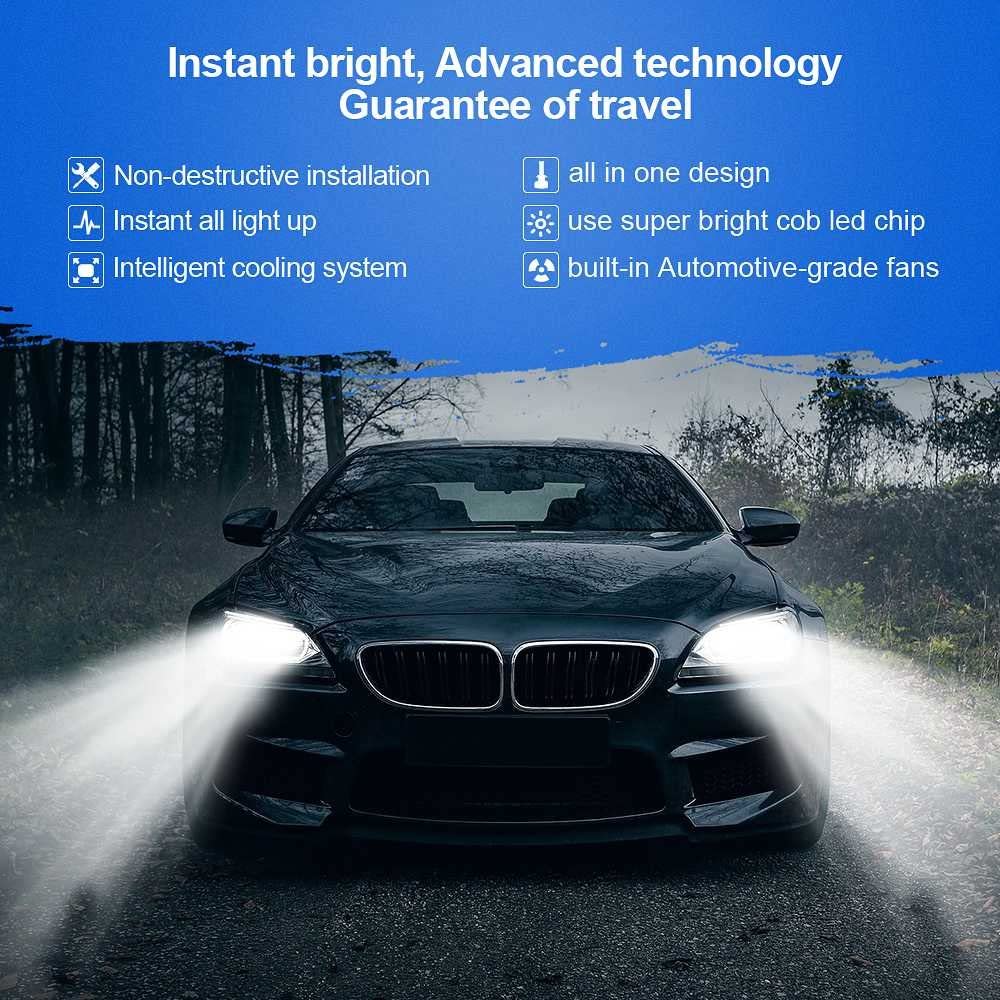 Instant bright, Advanced technology
Guarantee of travel
Non-destructive installation
all in one design
Instant all light up
use super bright cob led chip
Intelligent cooling system
built-in Automotive-grade fans